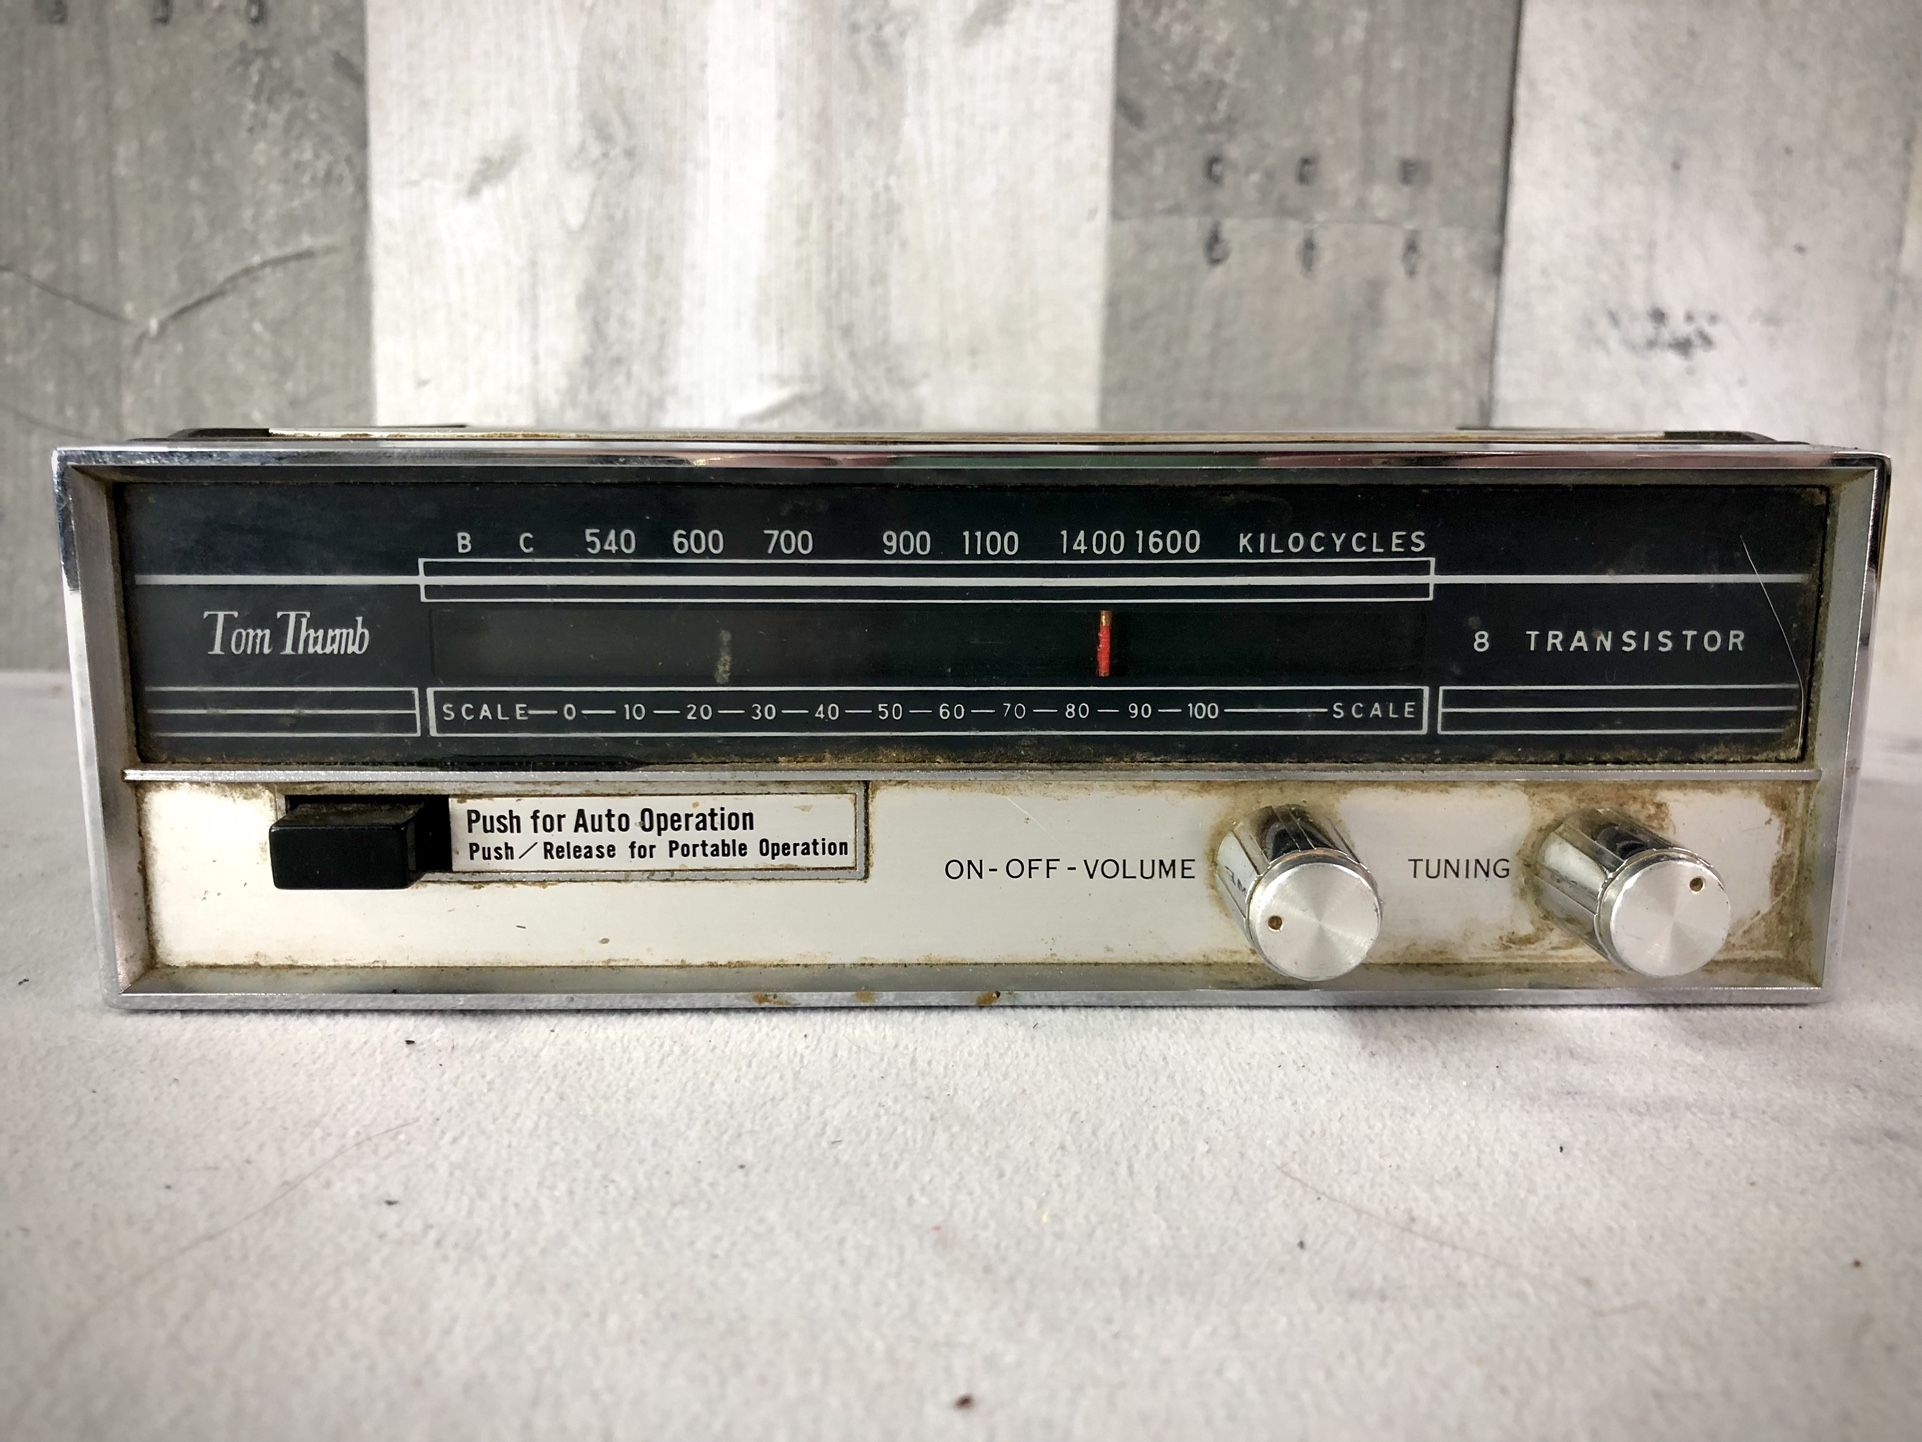 B C 540 600 700 900 1100 1400 1600 KILOCYCLES
Tom Thumb
8 TRANSISTOR
SCALE—0—10—20—30—40—50—60—70—80—90—100——SCALE
Push for Auto Operation
Push/Release for Portable Operation
ON-OFF-VOLUME
TUNING